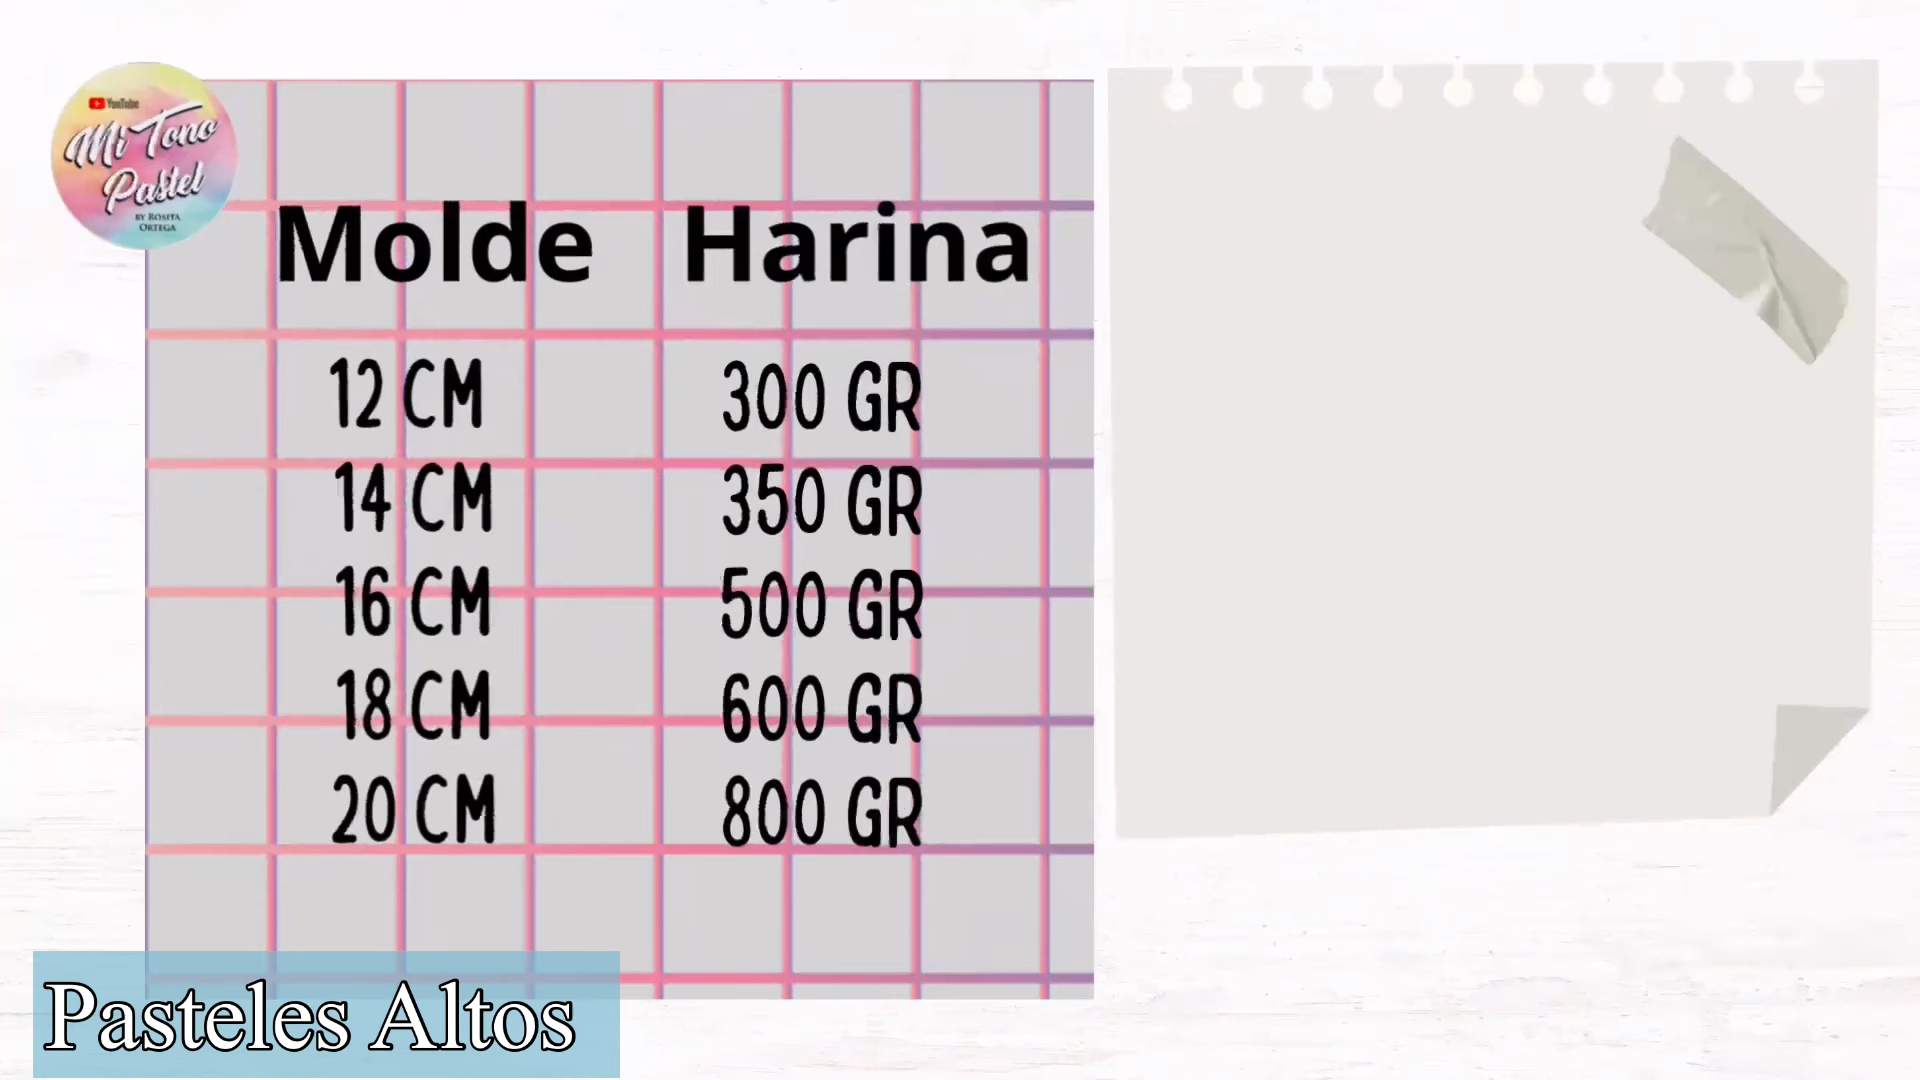 YouTube
Mi Tono
Pastel
BY ROSITA
ORTEGA
Molde Harina
12 CM 300 GR
14 CM 350 GR
16 CM 500 GR
18 CM 600 GR
20 CM 800 GR
Pasteles Altos